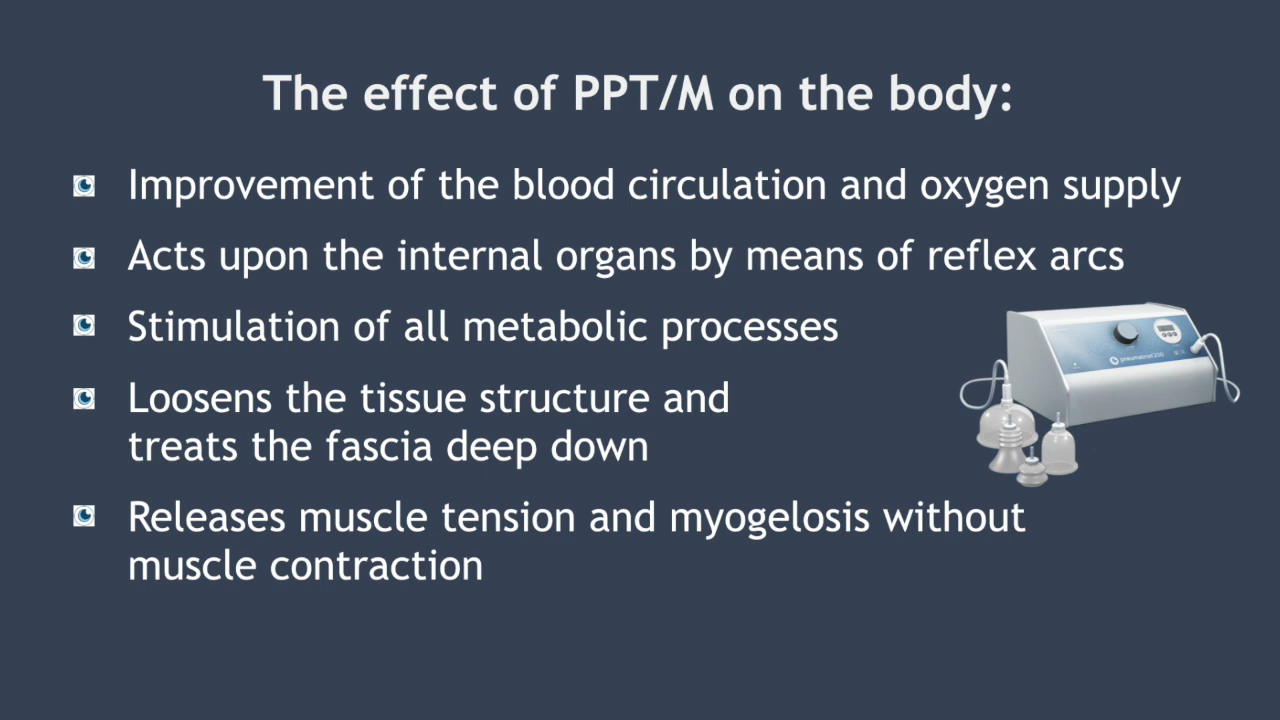 The effect of PPT/M on the body:
Improvement of the blood circulation and oxygen supply
Acts upon the internal organs by means of reflex arcs
Stimulation of all metabolic processes
Loosens the tissue structure and
treats the fascia deep down
Releases muscle tension and myogelosis without
muscle contraction
pneumatron 200